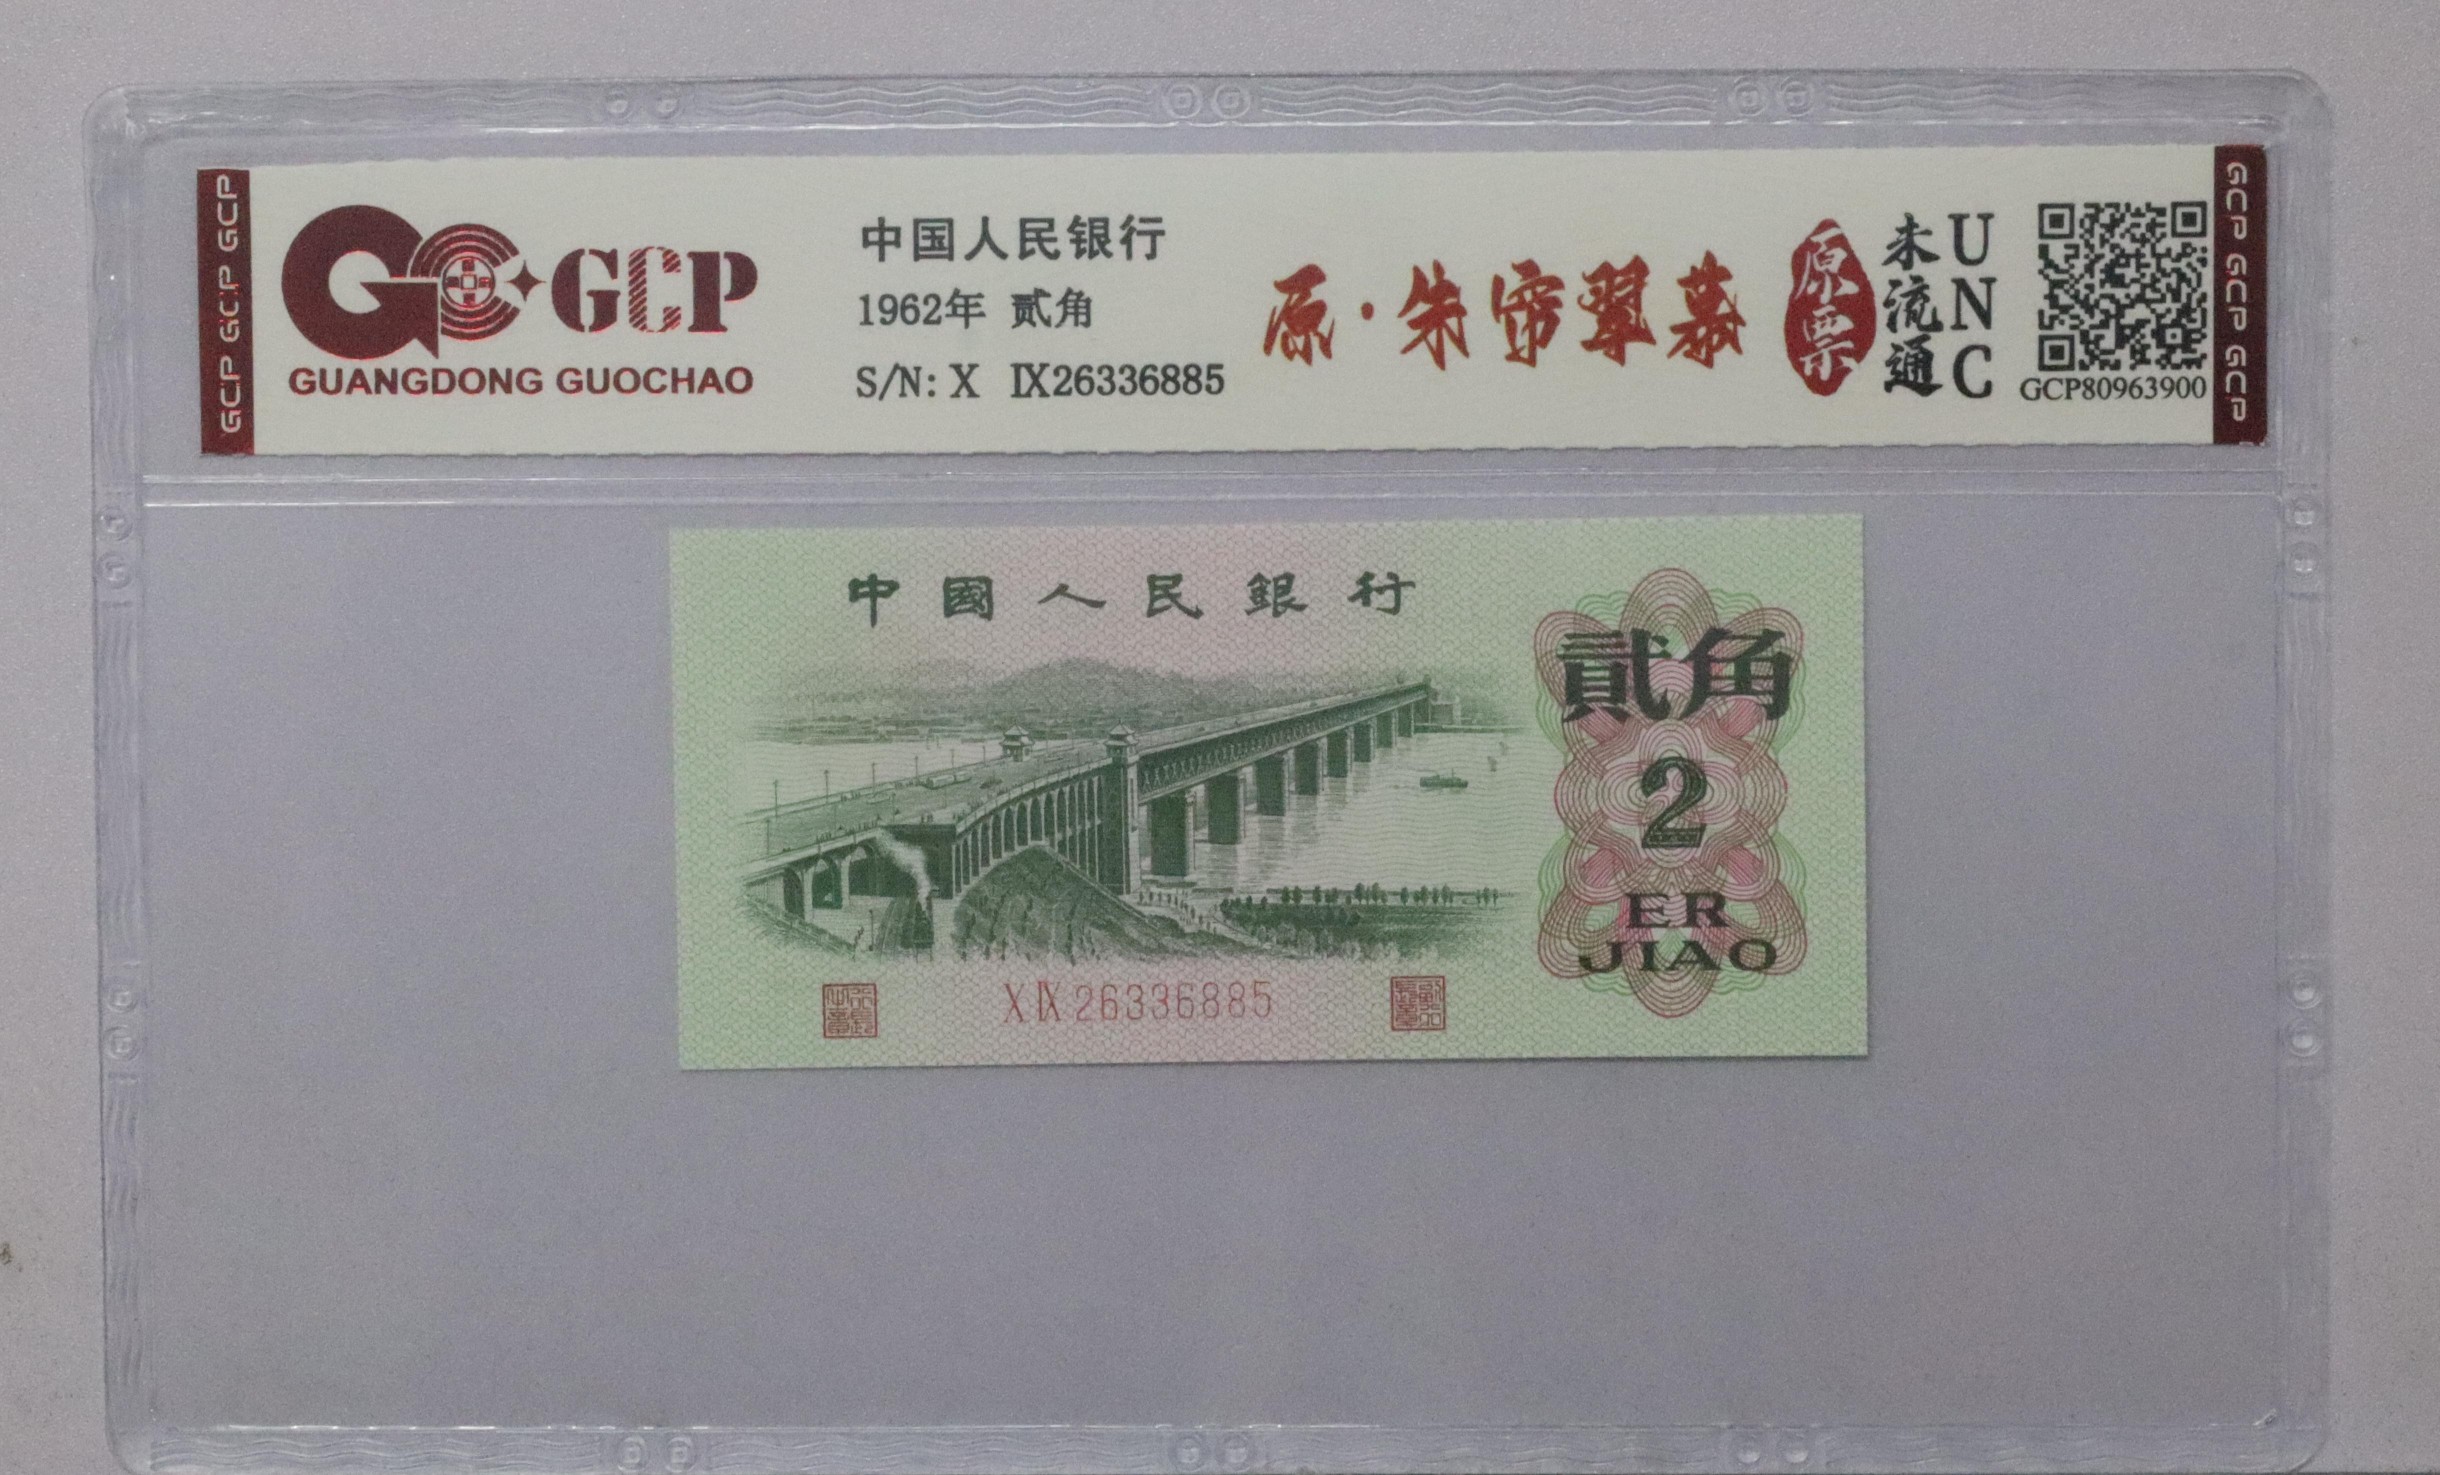 GCP GCP GCP
GCP
GUANGDONG GUOCHAO
中国人民银行
1962年 贰角
S/N: X IX26336885
原·朱帘翠幕
原票
未流通
UNC
GCP80963900
GCP GCP GCP
中國人民銀行
貳角
2
ER
JIAO
X IX 26336885